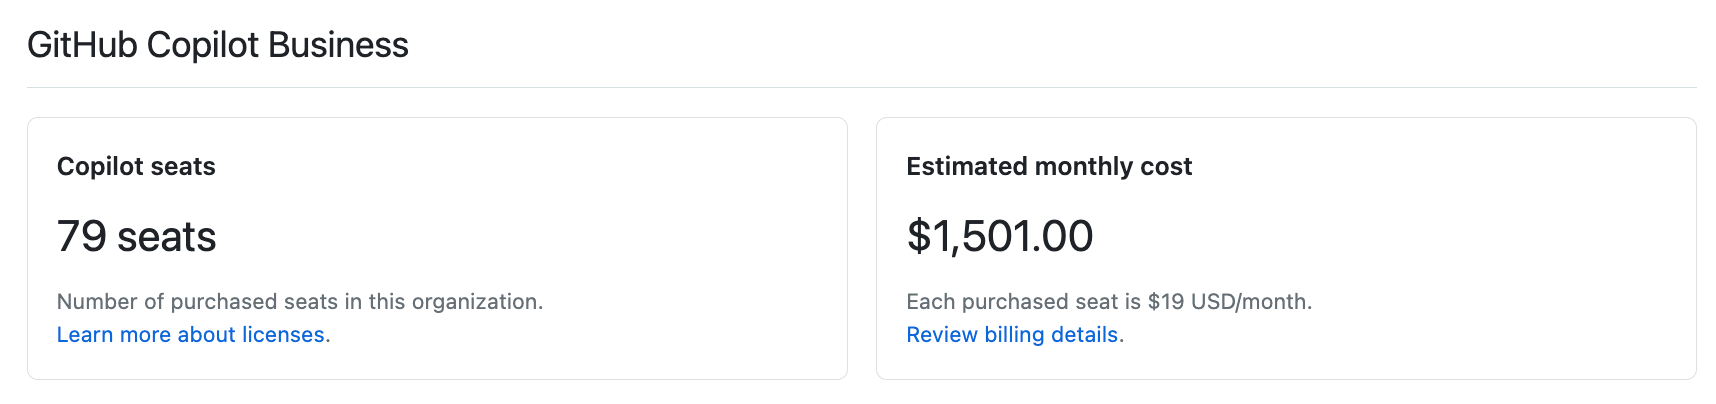 GitHub Copilot Business
Copilot seats
79 seats
Number of purchased seats in this organization.
Learn more about licenses.
Estimated monthly cost
$1,501.00
Each purchased seat is $19 USD/month.
Review billing details.